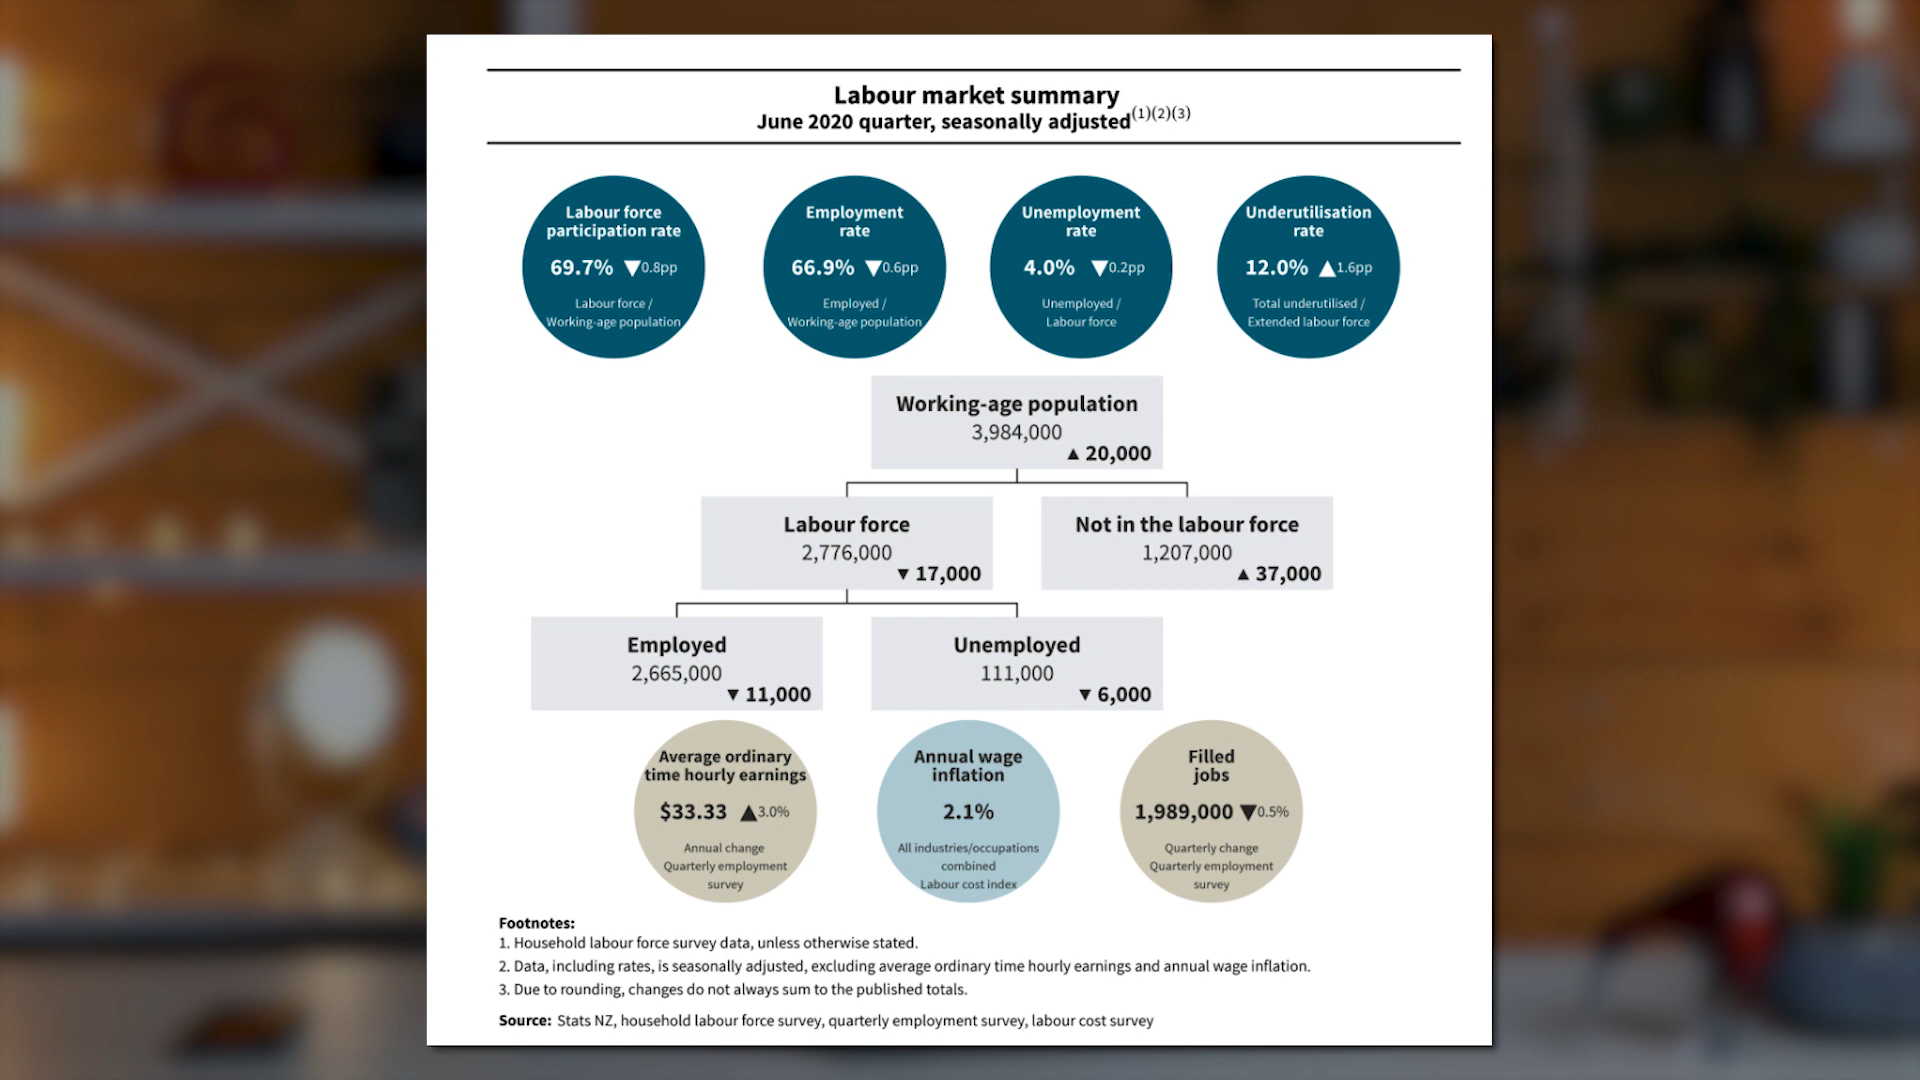 Labour market summary
June 2020 quarter, seasonally adjusted(1)(2)(3)
Labour force
participation rate
69.7% ▼0.8pp
Labour force /
Working-age population
Employment
rate
66.9% ▼0.6pp
Employed /
Working-age population
Unemployment
rate
4.0% ▼0.2pp
Unemployed /
Labour force
Underutilisation
rate
12.0% ▲1.6pp
Total underutilised /
Extended labour force
Working-age population
3,984,000
▲ 20,000
Labour force
2,776,000
▼ 17,000
Not in the labour force
1,207,000
▲ 37,000
Employed
2,665,000
▼ 11,000
Unemployed
111,000
▼ 6,000
Average ordinary
time hourly earnings
$33.33 ▲3.0%
Annual change
Quarterly employment
survey
Annual wage
inflation
2.1%
All industries/occupations
combined
Labour cost index
Filled
jobs
1,989,000 ▼0.5%
Quarterly change
Quarterly employment
survey
Footnotes:
1. Household labour force survey data, unless otherwise stated.
2. Data, including rates, is seasonally adjusted, excluding average ordinary time hourly earnings and annual wage inflation.
3. Due to rounding, changes do not always sum to the published totals.
Source: Stats NZ, household labour force survey, quarterly employment survey, labour cost survey